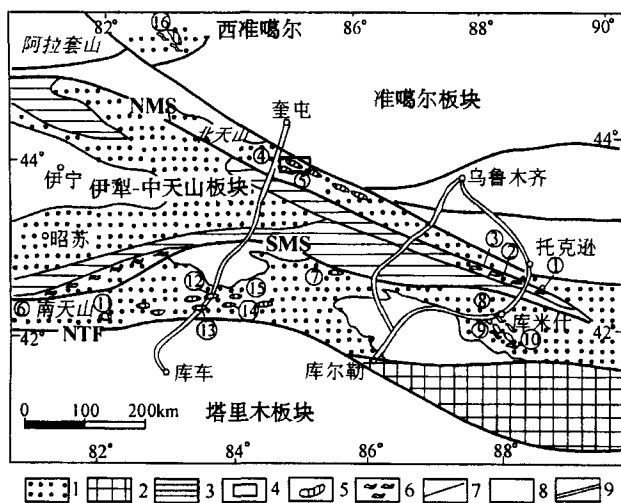 82° 84° 86° 88° 90°
⑯
西准噶尔
阿拉套山
NMS
奎屯
准噶尔板块
北天山
44°
④
44°
⑤
伊宁
乌鲁木齐
伊犁-中天山板块
昭苏
SMS
③ ② 托克逊
①
⑦
⑫ ⑮
⑧
⑥ 南天山 ⑪
⑭
库米什
⑨
⑩
NTF
⑬
42°
42°
库车
库尔勒
0 200km
塔里木板块
82° 84° 86° 88°
1 2 3 4 5 6 7 8 9